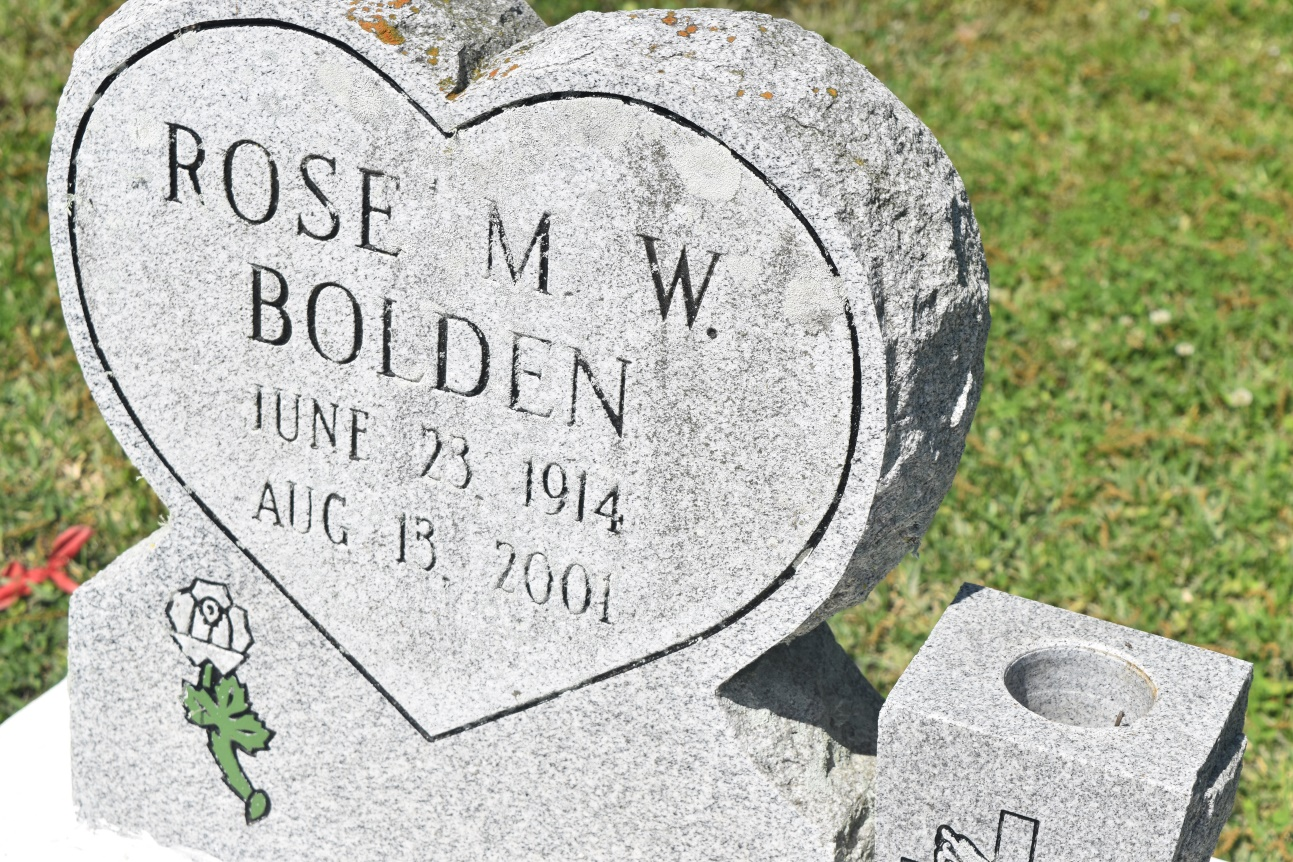 ROSE M W.
BOLDEN
JUNE 23 1914
AUG 13, 2001